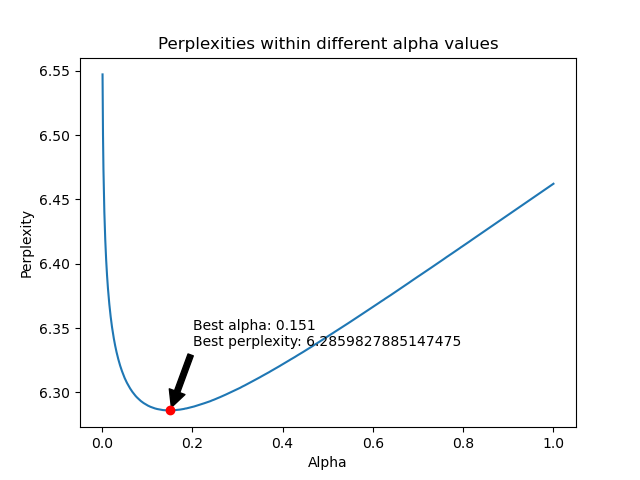 Perplexities within different alpha values
6.55
6.50
6.45
6.40
6.35
6.30
Perplexity
Best alpha: 0.151
Best perplexity: 6.2859827885147475
0.0 0.2 0.4 0.6 0.8 1.0
Alpha